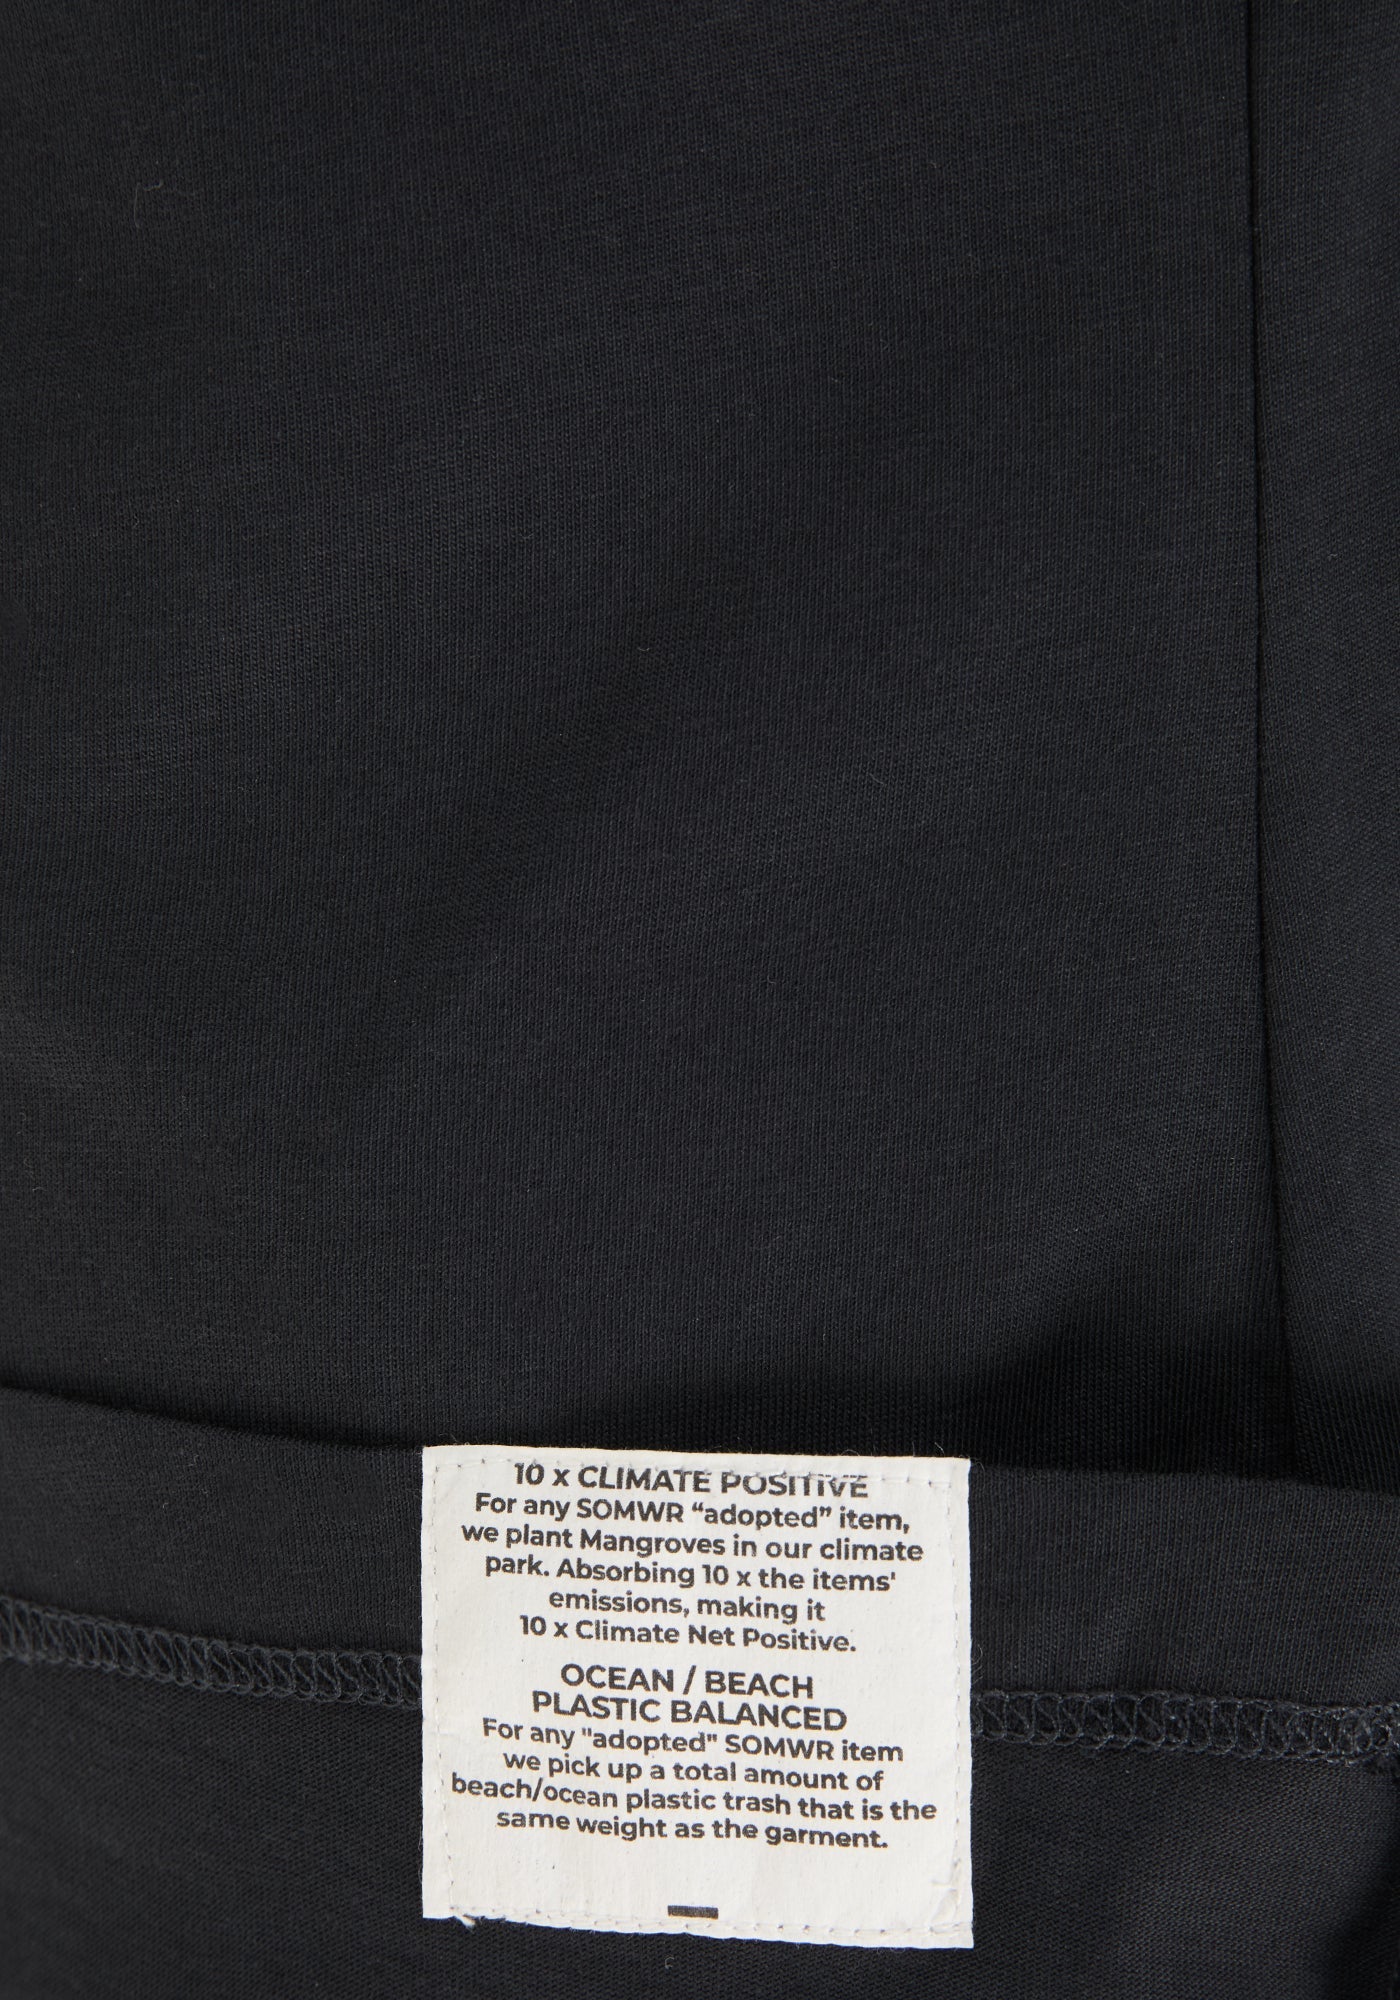 10 x CLIMATE POSITIVE
For any SOMWR “adopted” item,
we plant Mangroves in our climate
park. Absorbing 10 x the items'
emissions, making it
10 x Climate Net Positive.
OCEAN / BEACH
PLASTIC BALANCED
For any "adopted" SOMWR item
we pick up a total amount of
beach/ocean plastic trash that is the
same weight as the garment.